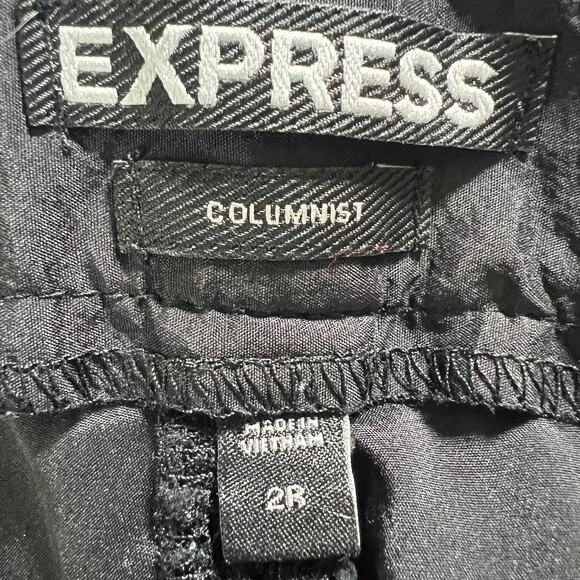 EXPRESS
COLUMNIST
MADE IN
VIETNAM
2R